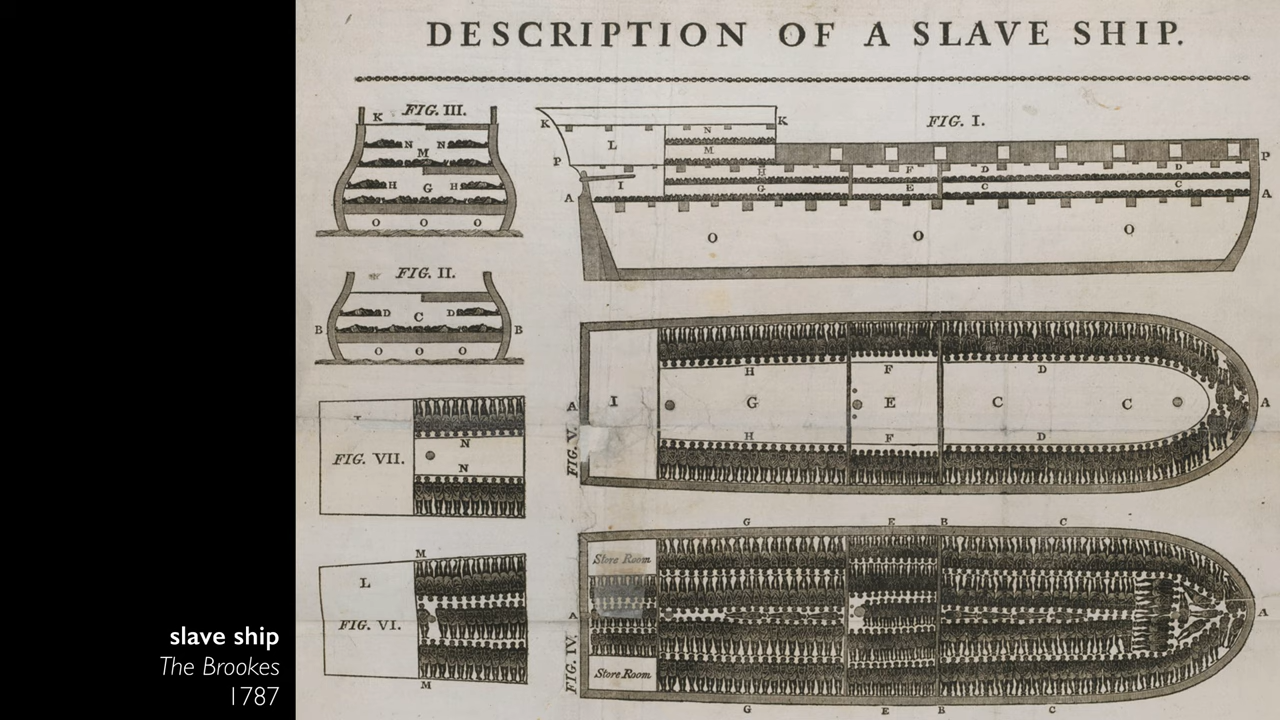 DESCRIPTION OF A SLAVE SHIP.
K FIG. III.
N N
M
H G H
O O O
FIG. II.
B D C D B
O O O
FIG. I.
K K
L N
M
P P
H F D D
I G E C C
A A
O O O
FIG. VII.
N
N
M
L
FIG. VI.
M
FIG. V.
H F D
A I G E C C A
H F D
FIG. IV.
G E B C
Store Room
A A
Store Room
G E B C
slave ship
The Brookes
1787